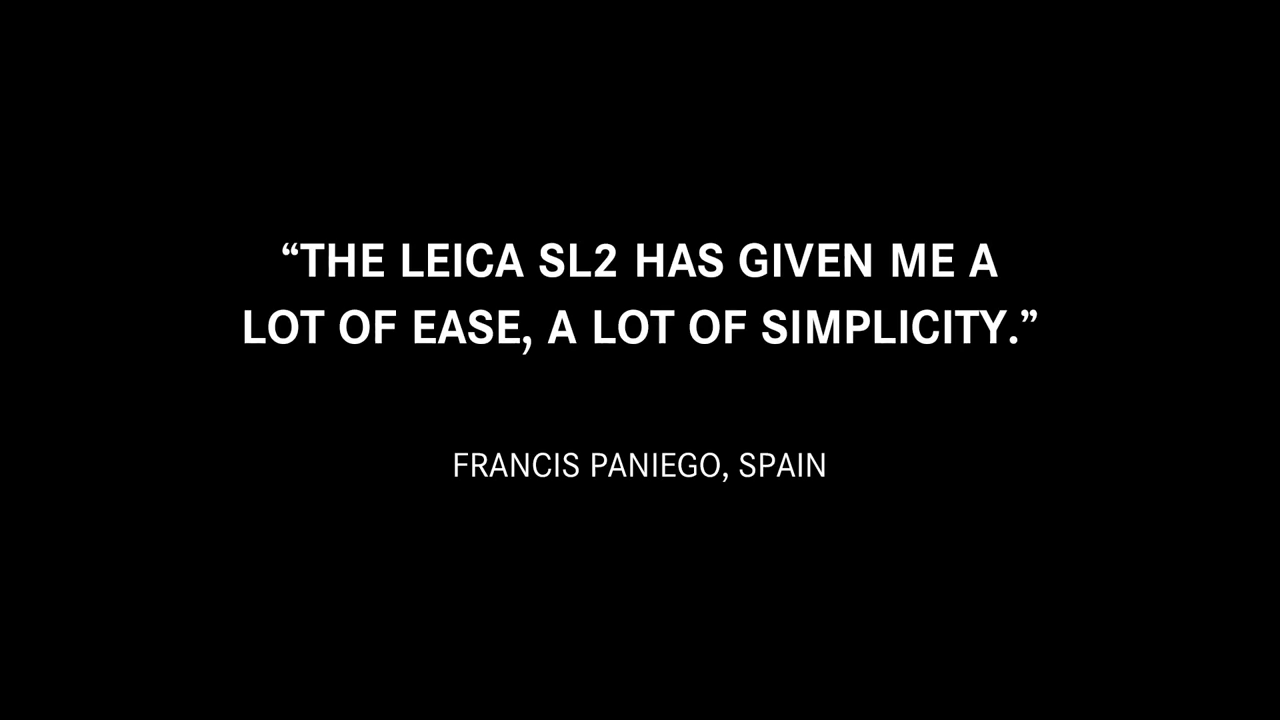 “THE LEICA SL2 HAS GIVEN ME A
LOT OF EASE, A LOT OF SIMPLICITY.”
FRANCIS PANIEGO, SPAIN